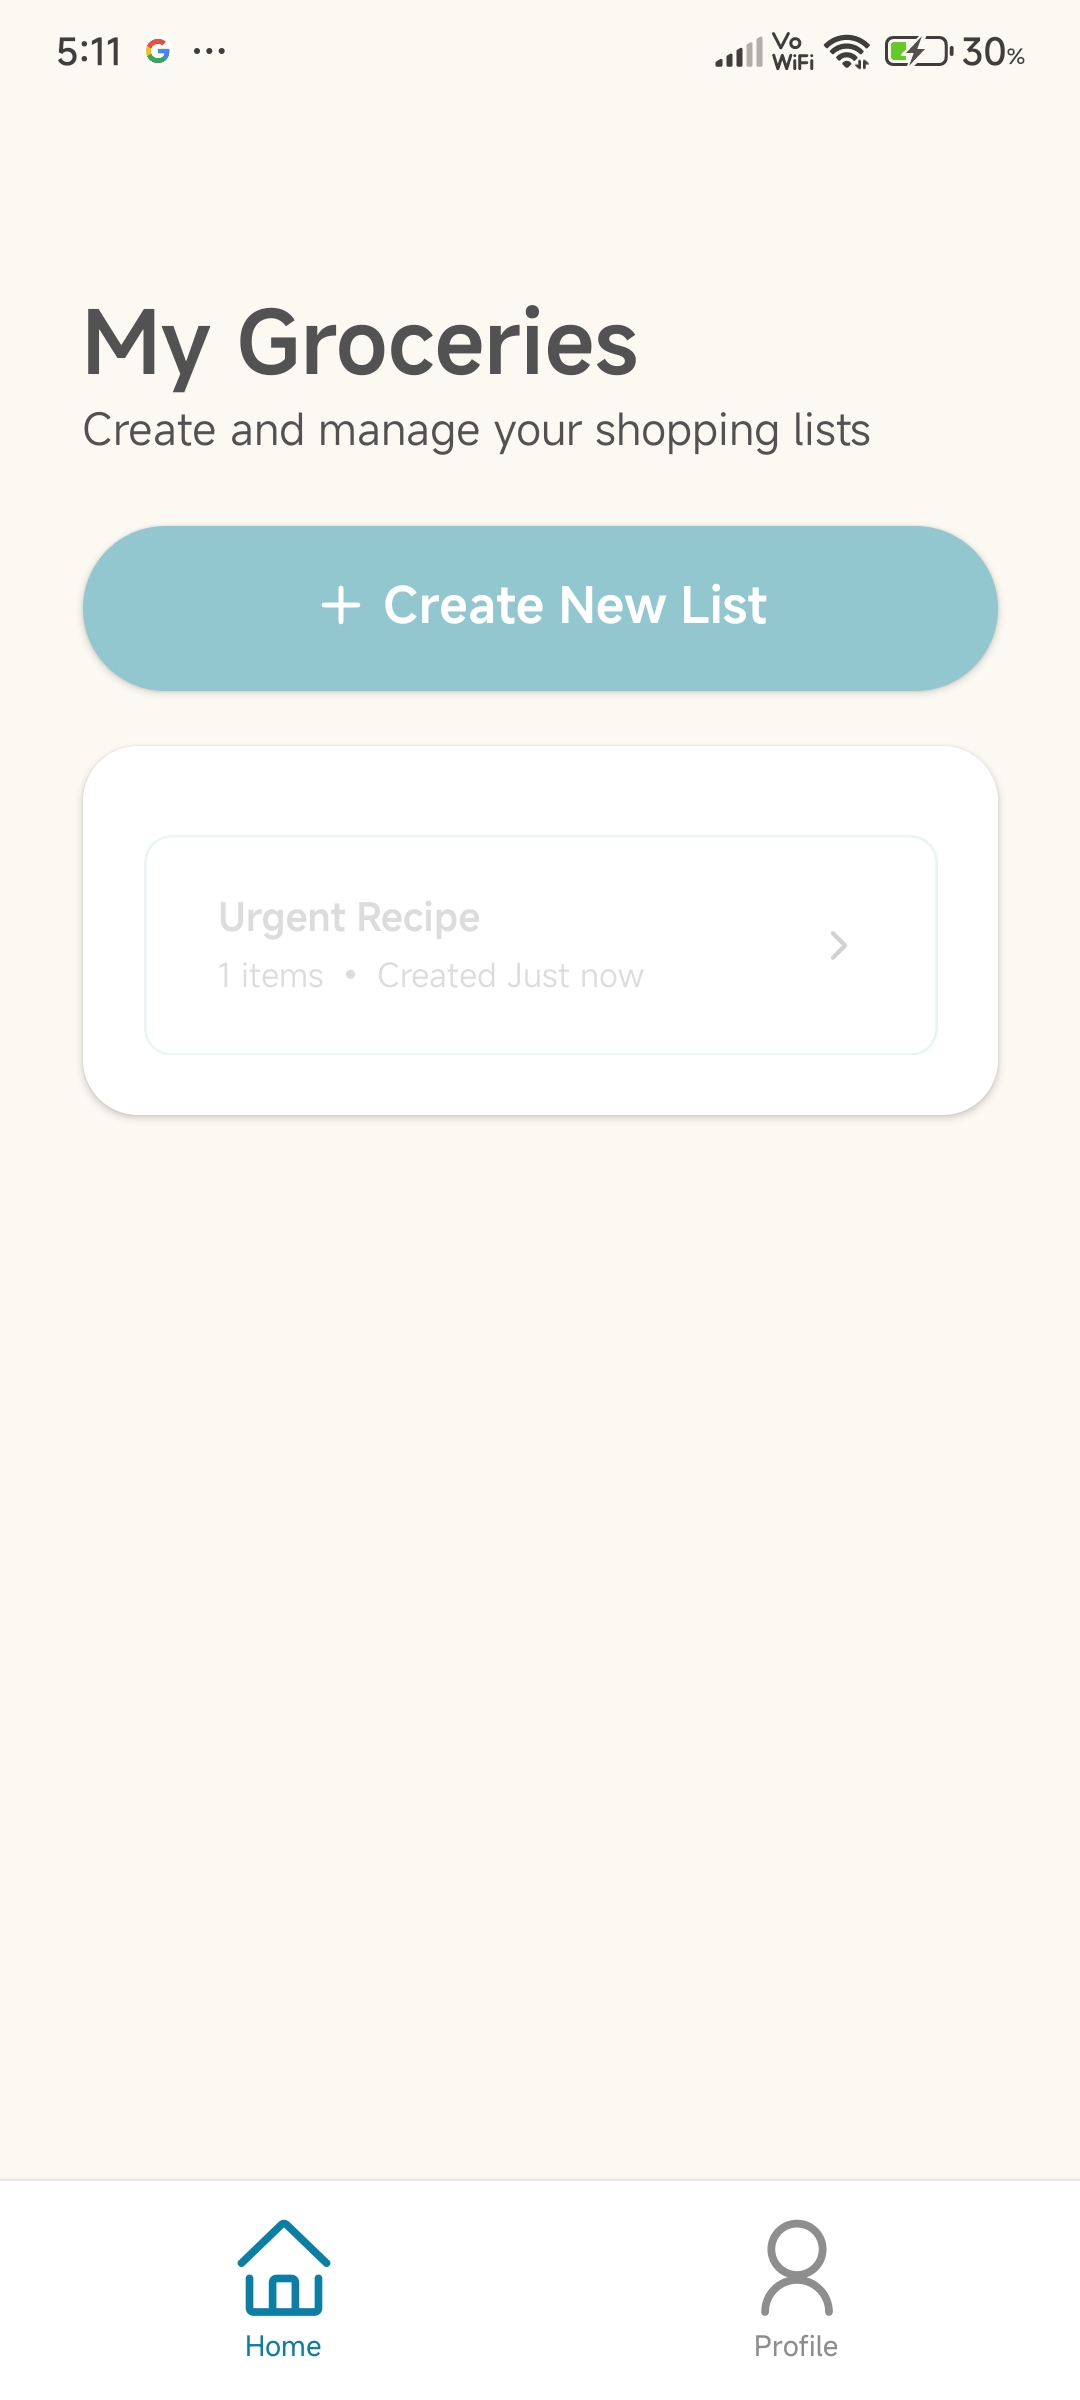 5:11 G ... Vo WiFi 30%
My Groceries
Create and manage your shopping lists
+ Create New List
Urgent Recipe
1 items • Created Just now
Home Profile